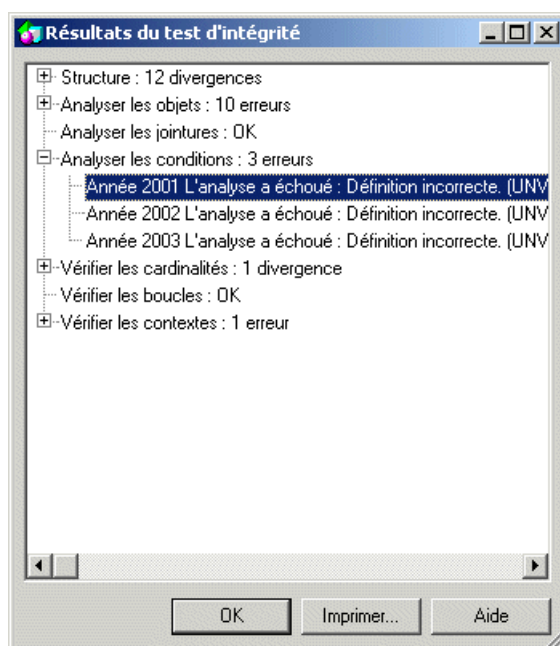 Résultats du test d'intégrité
Structure : 12 divergences
Analyser les objets : 10 erreurs
Analyser les jointures : OK
Analyser les conditions : 3 erreurs
Année 2001 L'analyse a échoué : Définition incorrecte. (UNV
Année 2002 L'analyse a échoué : Définition incorrecte. (UNV
Année 2003 L'analyse a échoué : Définition incorrecte. (UNV
Vérifier les cardinalités : 1 divergence
Vérifier les boucles : OK
Vérifier les contextes : 1 erreur
OK Imprimer... Aide